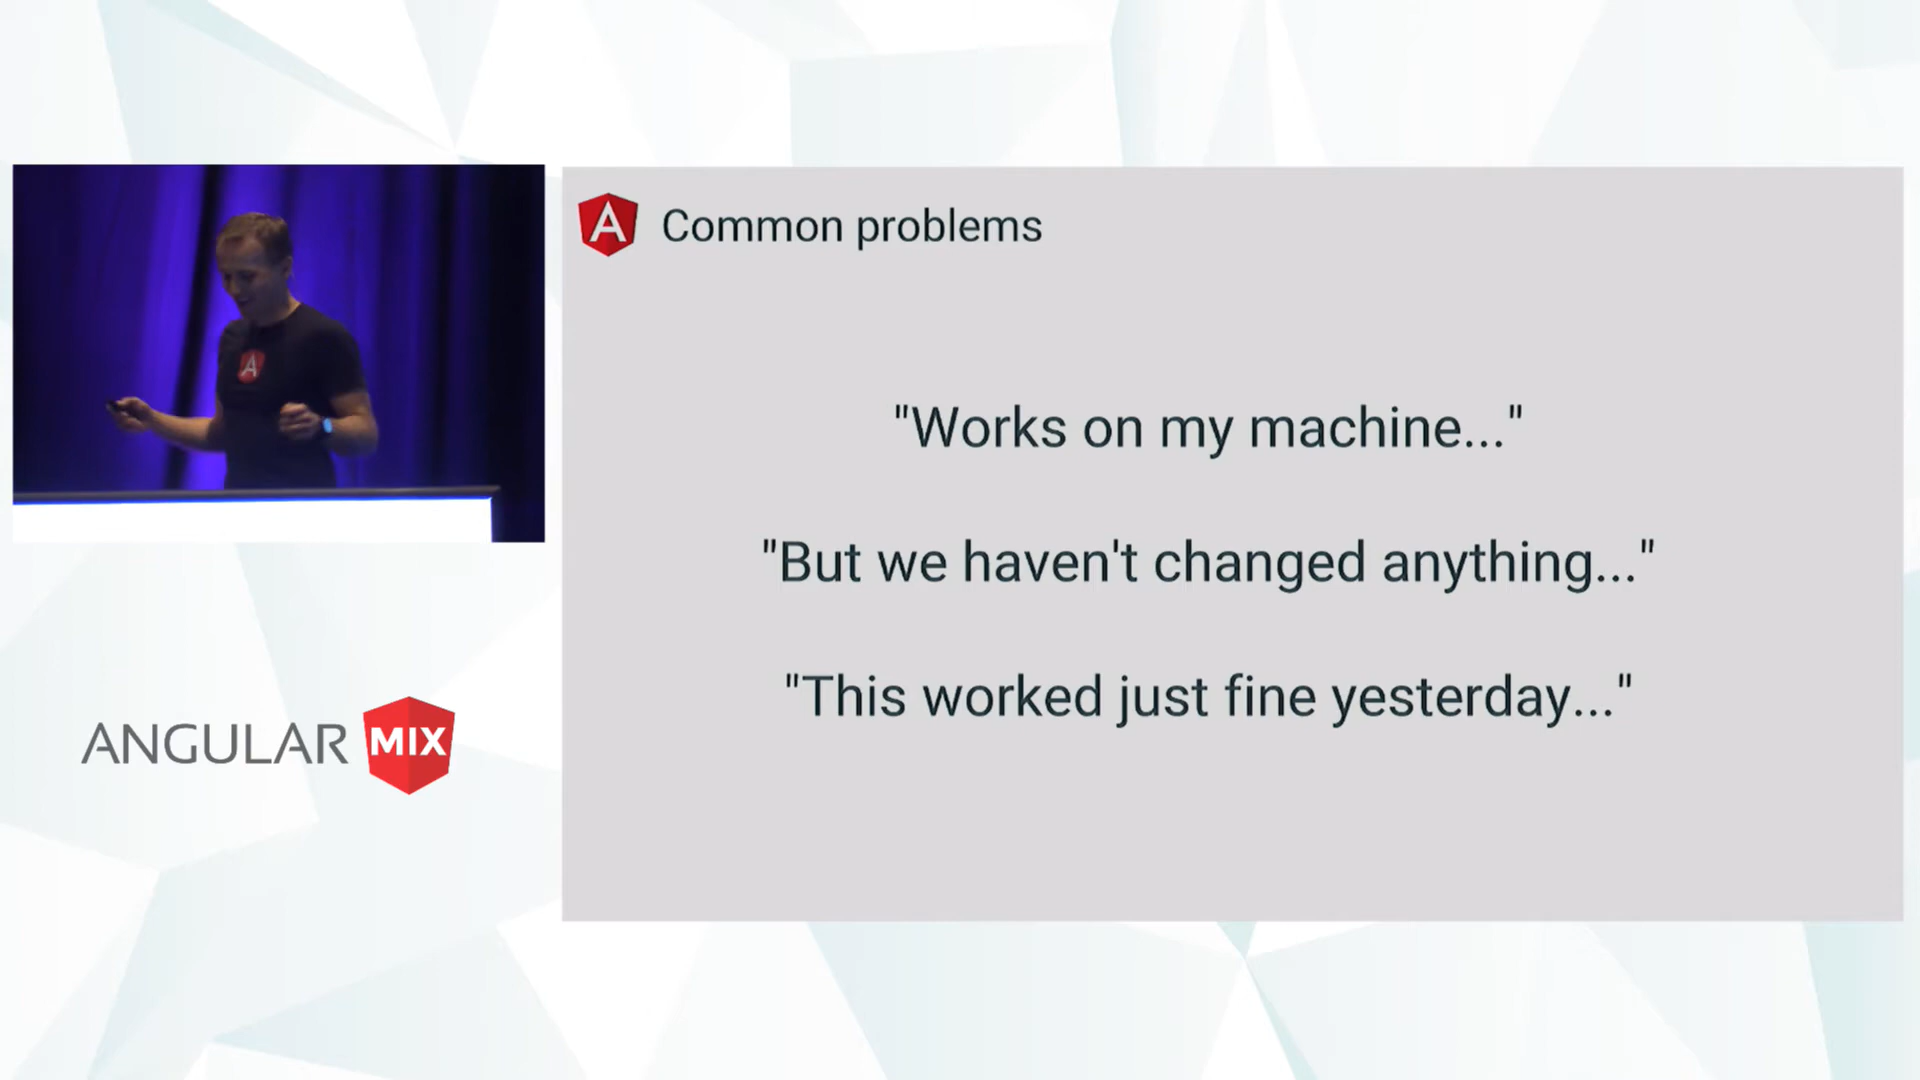 Common problems
"Works on my machine..."
"But we haven't changed anything..."
"This worked just fine yesterday..."
ANGULAR MIX